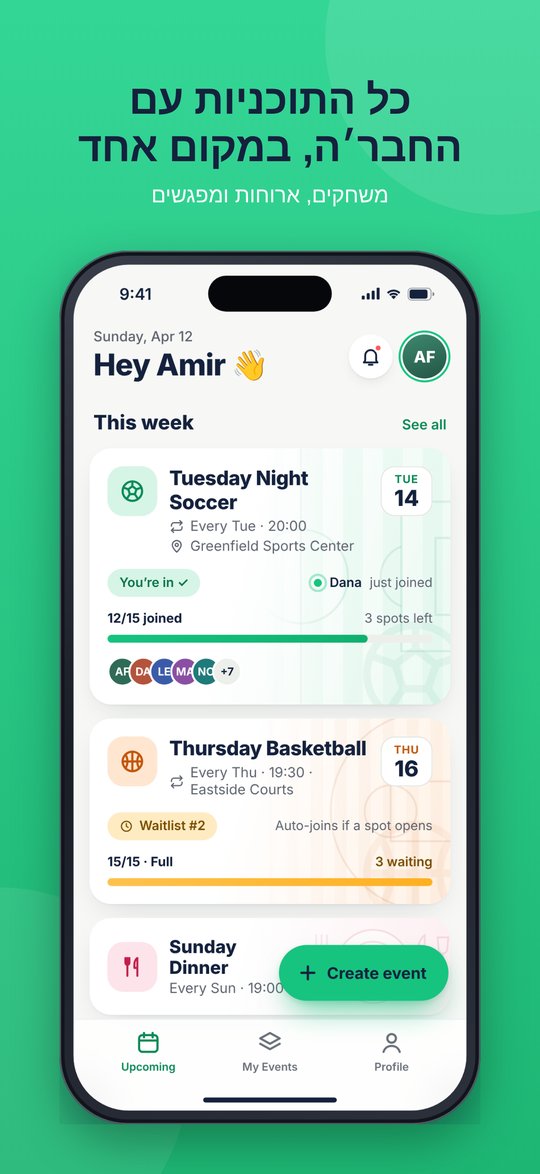 כל התוכניות עם
החבר׳ה, במקום אחד
משחקים, ארוחות ומפגשים
9:41
Sunday, Apr 12
Hey Amir 👋
AF
This week
See all
Tuesday Night
Soccer
TUE
14
Every Tue · 20:00
Greenfield Sports Center
You're in ✓
Dana just joined
12/15 joined
3 spots left
AF DA LE MA NO +7
Thursday Basketball
THU
16
Every Thu · 19:30 ·
Eastside Courts
Waitlist #2
Auto-joins if a spot opens
15/15 · Full
3 waiting
Sunday
Dinner
Every Sun · 19:00
+ Create event
Upcoming
My Events
Profile